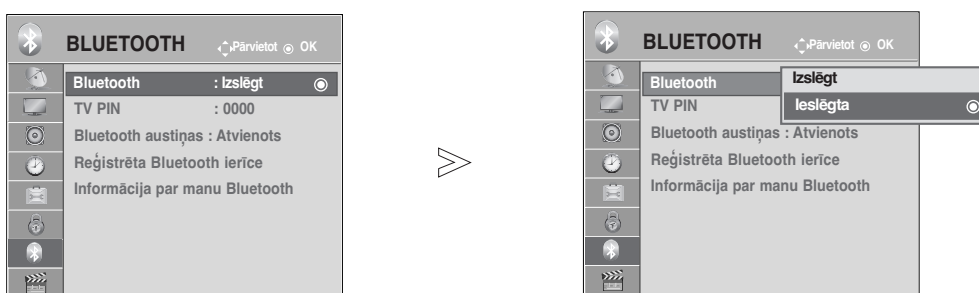 BLUETOOTH Pārvietot OK
Bluetooth : Izslēgt
TV PIN : 0000
Bluetooth austiņas : Atvienots
Reģistrēta Bluetooth ierīce
Informācija par manu Bluetooth
BLUETOOTH Pārvietot OK
Bluetooth
Izslēgt
Ieslēgta
TV PIN
Bluetooth austiņas : Atvienots
Reģistrēta Bluetooth ierīce
Informācija par manu Bluetooth